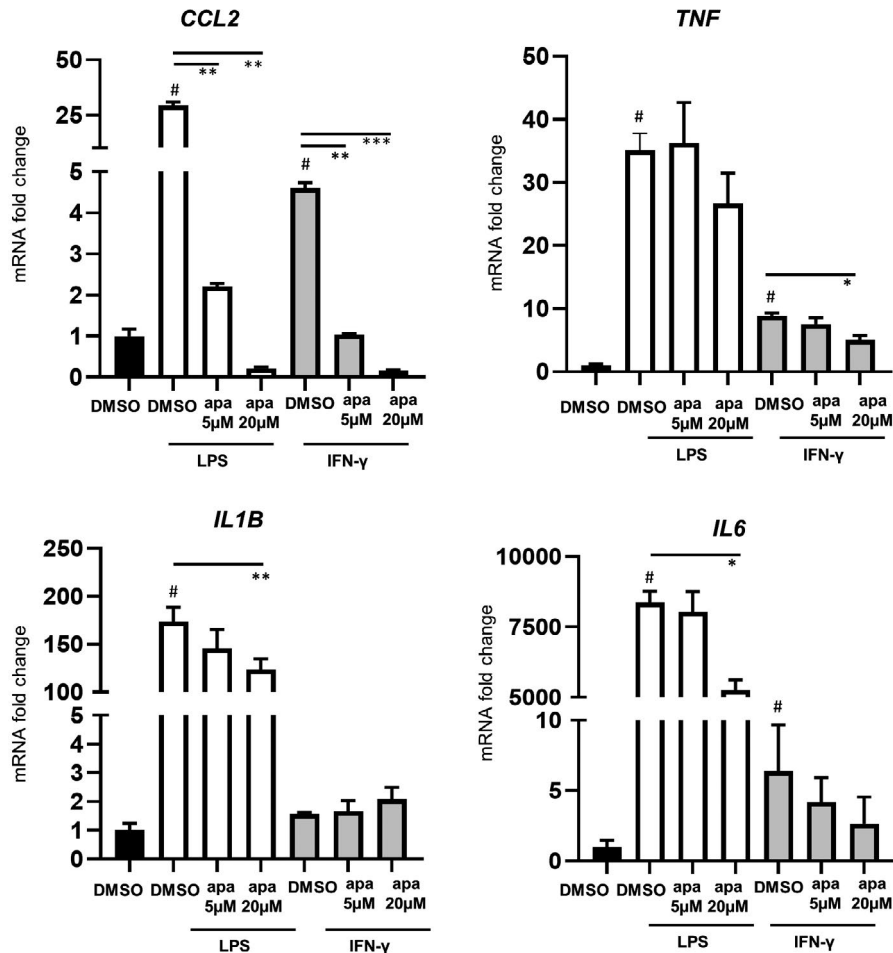 CCL2
mRNA fold change
50
25
5
4
3
2
1
0
#
** **
#
** ***
DMSO DMSO apa 5μM apa 20μM DMSO apa 5μM apa 20μM
LPS IFN-γ
TNF
mRNA fold change
50
40
30
20
10
0
#
#
*
DMSO DMSO apa 5μM apa 20μM DMSO apa 5μM apa 20μM
LPS IFN-γ
IL1B
mRNA fold change
250
200
150
100
5
4
3
2
1
0
#
**
DMSO DMSO apa 5μM apa 20μM DMSO apa 5μM apa 20μM
LPS IFN-γ
IL6
mRNA fold change
10000
7500
5000
5
0
#
*
#
DMSO DMSO apa 5μM apa 20μM DMSO apa 5μM apa 20μM
LPS IFN-γ